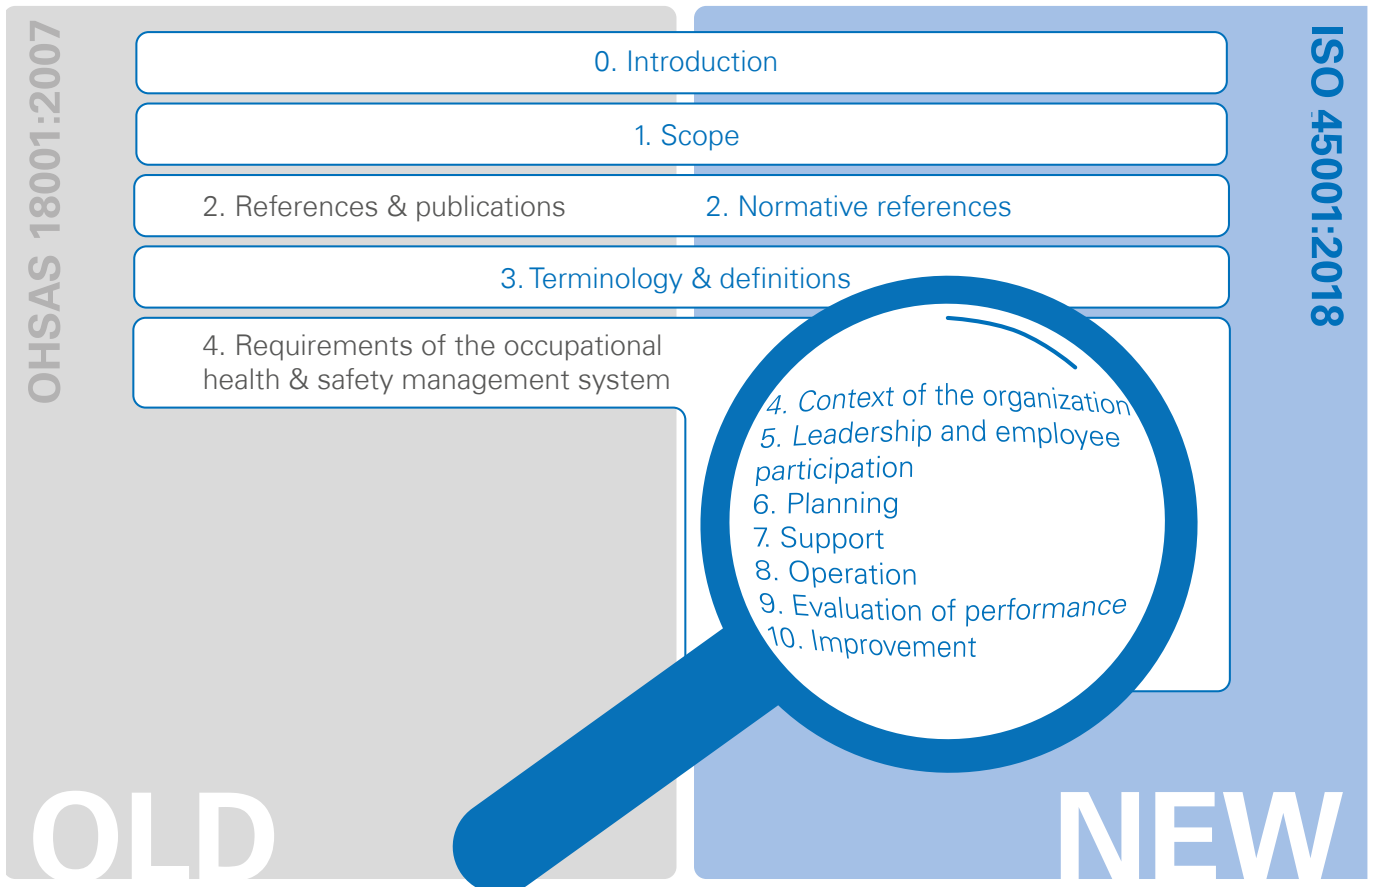 OHSAS 18001:2007
ISO 45001:2018
0. Introduction
1. Scope
2. References & publications
2. Normative references
3. Terminology & definitions
4. Requirements of the occupational
health & safety management system
4. Context of the organization
5. Leadership and employee
participation
6. Planning
7. Support
8. Operation
9. Evaluation of performance
10. Improvement
OLD
NEW